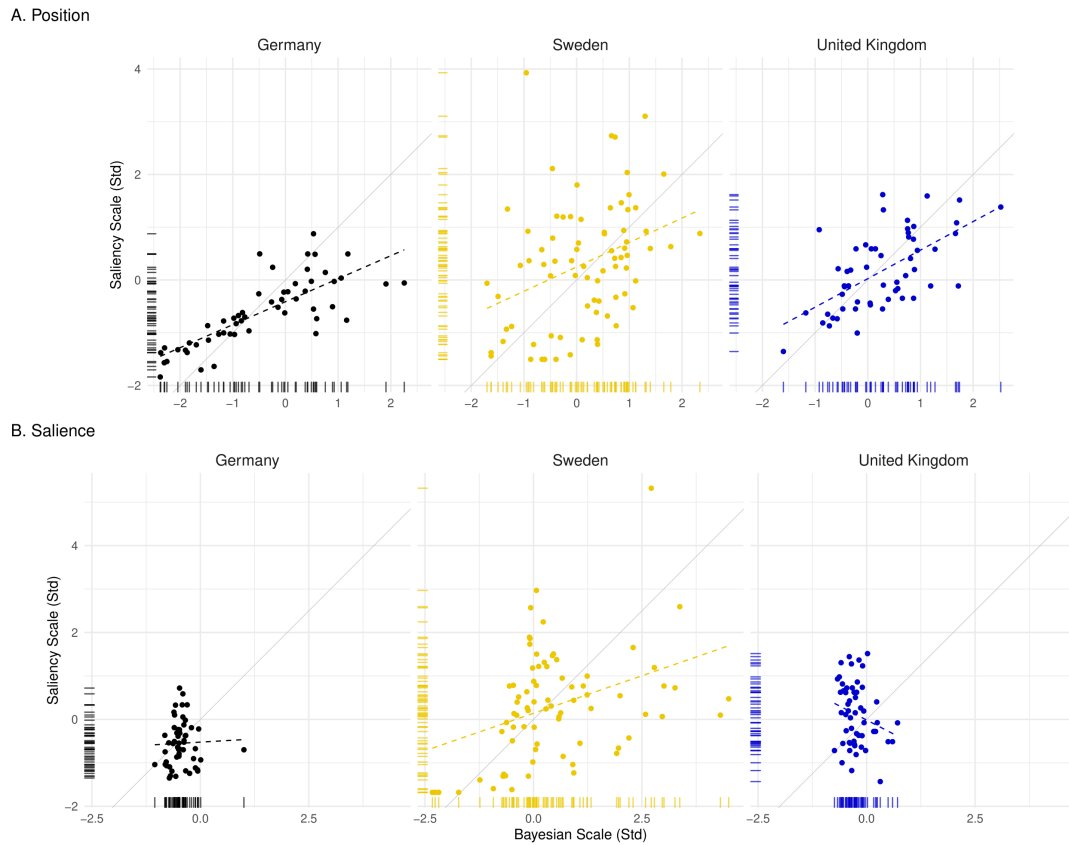 A. Position
Germany Sweden United Kingdom
Saliency Scale (Std)
4
2
0
−2
−2 −1 0 1 2 −2 −1 0 1 2 −2 −1 0 1 2
B. Salience
Germany Sweden United Kingdom
Saliency Scale (Std)
4
2
0
−2
−2.5 0.0 2.5 −2.5 0.0 2.5 −2.5 0.0 2.5
Bayesian Scale (Std)